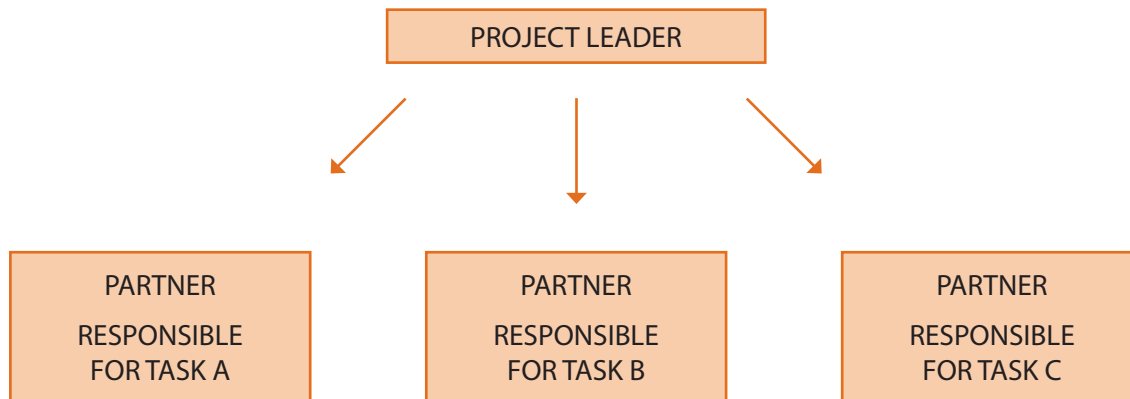 PROJECT LEADER
PARTNER
RESPONSIBLE
FOR TASK A
PARTNER
RESPONSIBLE
FOR TASK B
PARTNER
RESPONSIBLE
FOR TASK C